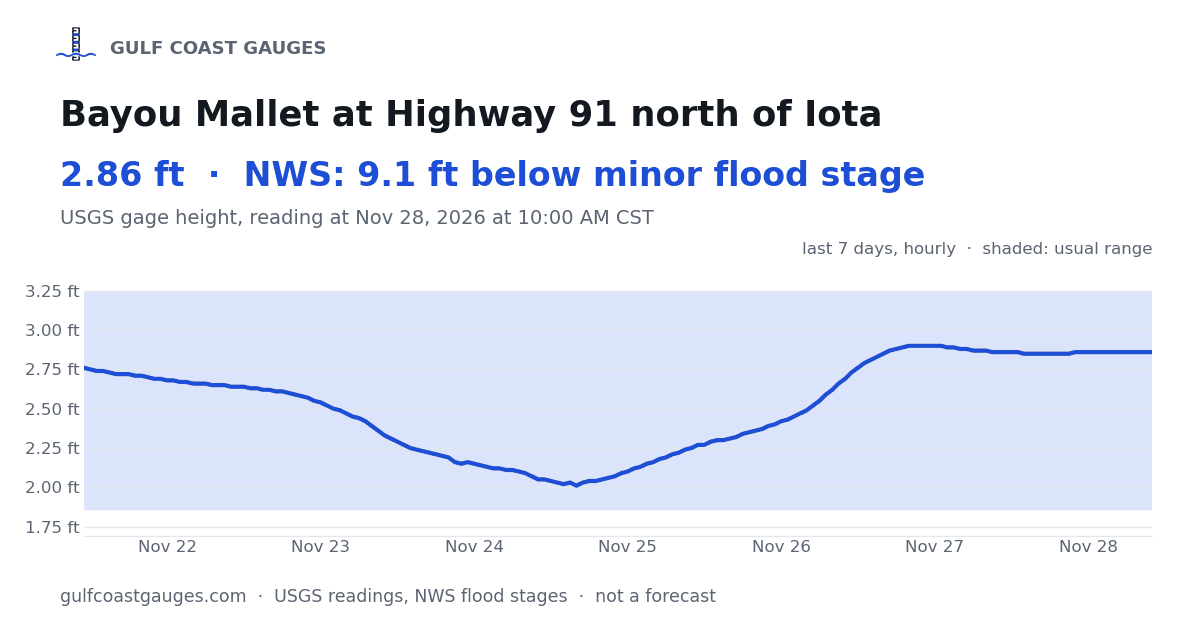 GULF COAST GAUGES
Bayou Mallet at Highway 91 north of Iota
2.86 ft · NWS: 9.1 ft below minor flood stage
USGS gage height, reading at Nov 28, 2026 at 10:00 AM CST
last 7 days, hourly · shaded: usual range
3.25 ft
3.00 ft
2.75 ft
2.50 ft
2.25 ft
2.00 ft
1.75 ft
Nov 22 Nov 23 Nov 24 Nov 25 Nov 26 Nov 27 Nov 28
gulfcoastgauges.com · USGS readings, NWS flood stages · not a forecast